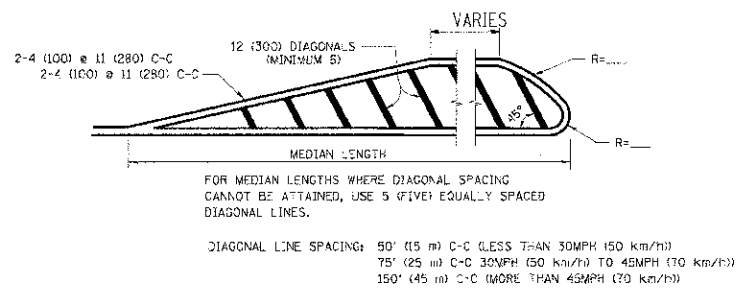 VARIES
2-4 (100) @ 11 (280) C-C
2-4 (100) @ 11 (280) C-C
12 (300) DIAGONALS
(MINIMUM 5)
R=___
45°
R=___
MEDIAN LENGTH
FOR MEDIAN LENGTHS WHERE DIAGONAL SPACING
CANNOT BE ATTAINED, USE 5 (FIVE) EQUALLY SPACED
DIAGONAL LINES.
DIAGONAL LINE SPACING: 50' (15 m) C-C (LESS THAN 30MPH (50 km/h))
75' (25 m) C-C 30MPH (50 km/h) TO 45MPH (70 km/h))
150' (45 m) C-C (MORE THAN 45MPH (70 km/h))